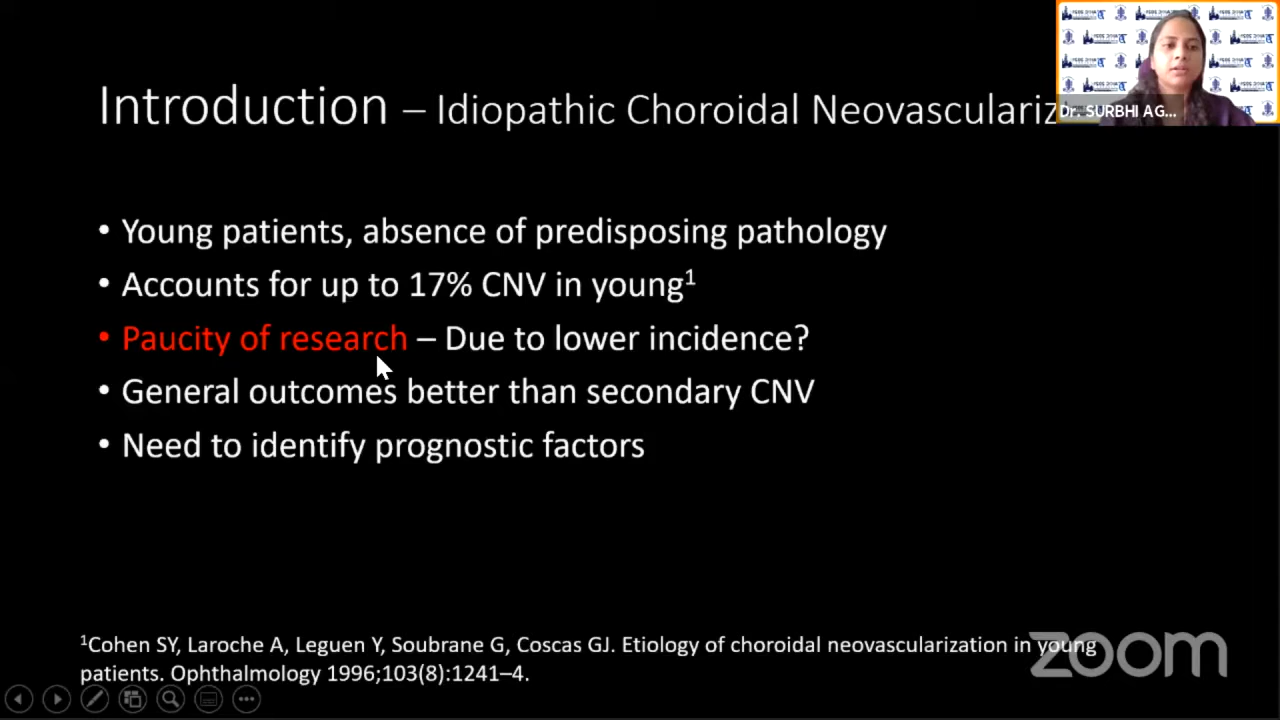 Introduction – Idiopathic Choroidal Neovasculariz
Dr. SURBHI AG...
• Young patients, absence of predisposing pathology
• Accounts for up to 17% CNV in young¹
• Paucity of research – Due to lower incidence?
• General outcomes better than secondary CNV
• Need to identify prognostic factors
¹Cohen SY, Laroche A, Leguen Y, Soubrane G, Coscas GJ. Etiology of choroidal neovascularization in young
patients. Ophthalmology 1996;103(8):1241–4.
zoom